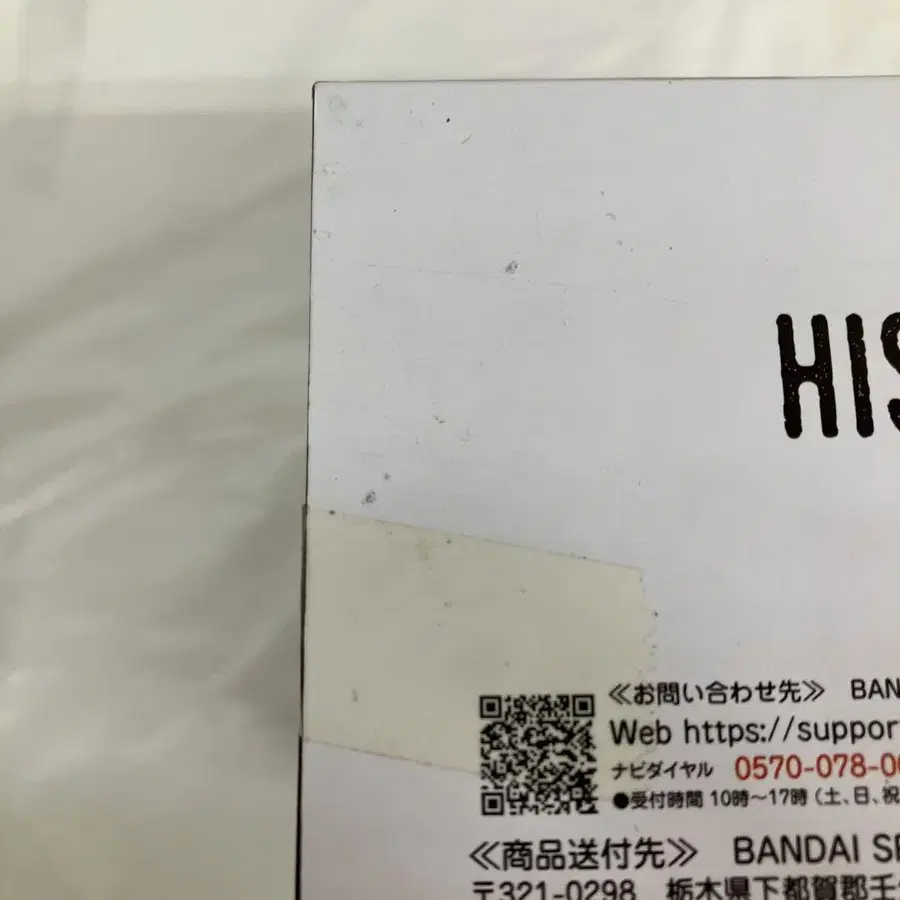 HIS
≪お問い合わせ先≫ BAN
Web https://suppor
ナビダイヤル 0570-078-0
●受付時間 10時～17時（土、日、祝
≪商品送付先≫ BANDAI
〒321-0298 栃木県下都賀郡壬